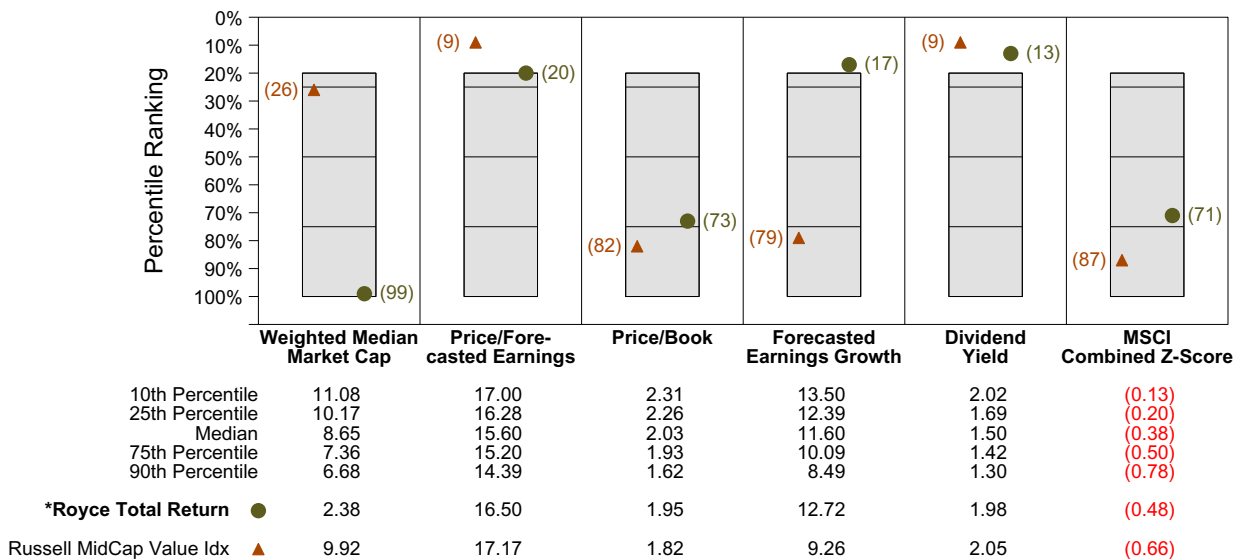 0%
10%
20%
30%
40%
50%
60%
70%
80%
90%
100%
Percentile Ranking
(26)
(99)
(9)
(20)
(82)
(73)
(79)
(17)
(9)
(13)
(87)
(71)
Weighted Median Market Cap
Price/Fore-casted Earnings
Price/Book
Forecasted Earnings Growth
Dividend Yield
MSCI Combined Z-Score
10th Percentile 11.08 17.00 2.31 13.50 2.02 (0.13)
25th Percentile 10.17 16.28 2.26 12.39 1.69 (0.20)
Median 8.65 15.60 2.03 11.60 1.50 (0.38)
75th Percentile 7.36 15.20 1.93 10.09 1.42 (0.50)
90th Percentile 6.68 14.39 1.62 8.49 1.30 (0.78)
*Royce Total Return 2.38 16.50 1.95 12.72 1.98 (0.48)
Russell MidCap Value Idx 9.92 17.17 1.82 9.26 2.05 (0.66)